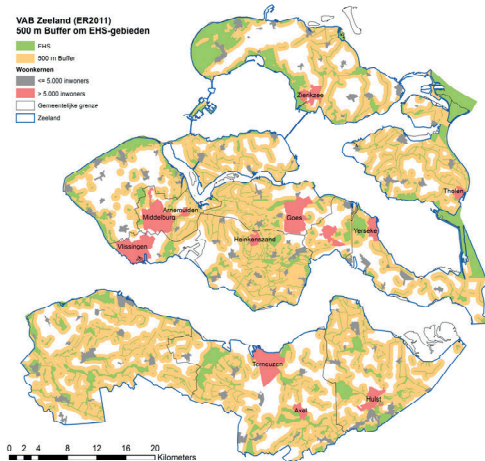 VAB Zeeland (ER2011)
500 m Buffer om EHS-gebieden
EHS
500 m Buffer
Woonkernen
<= 5.000 inwoners
> 5.000 inwoners
Gemeentelijke grenze
Zeeland
Zierikzee
Tholen
Arnemuiden
Middelburg
Goes
Yerseke
Heinkenszand
Vlissingen
Terneuzen
Axel
Hulst
0 2 4 8 12 16 20
Kilometers